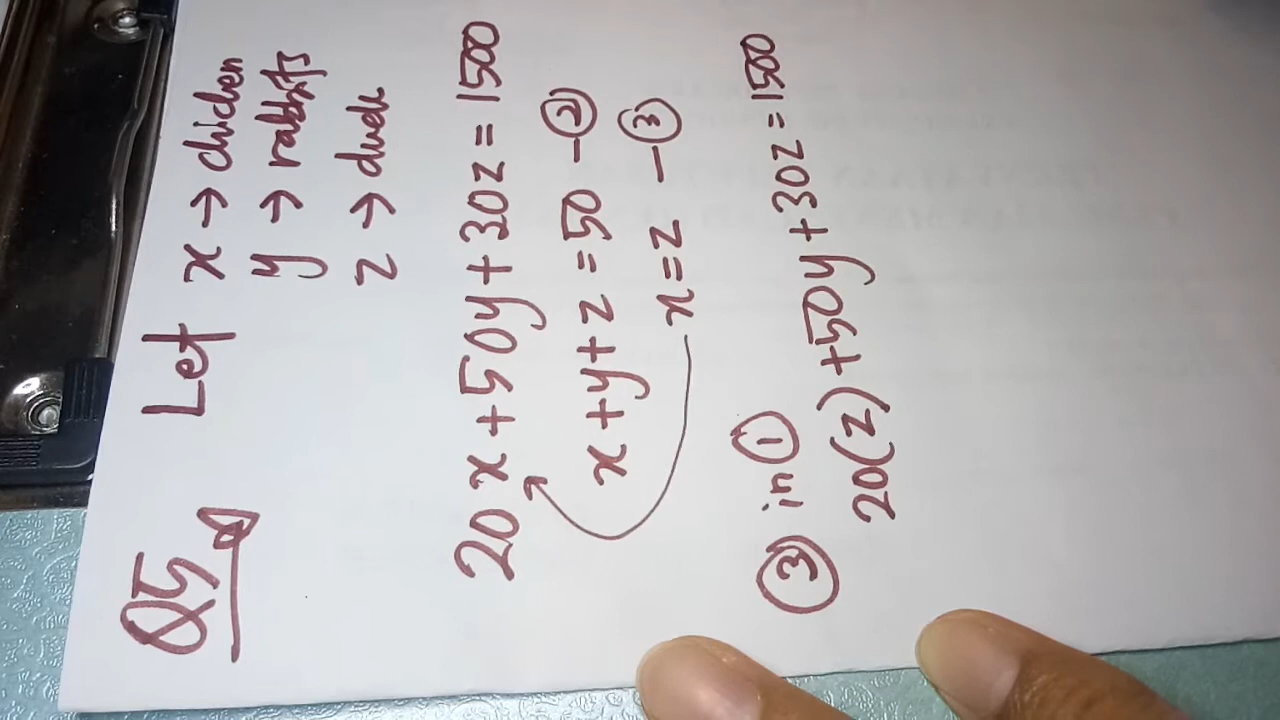 Q5 Let x → chicken
y → rabbits
z → duck
20x + 50y + 30z = 1500
x + y + z = 50 - ②
x = z - ③
③ in ①
20(z) + 50y + 30z = 1500